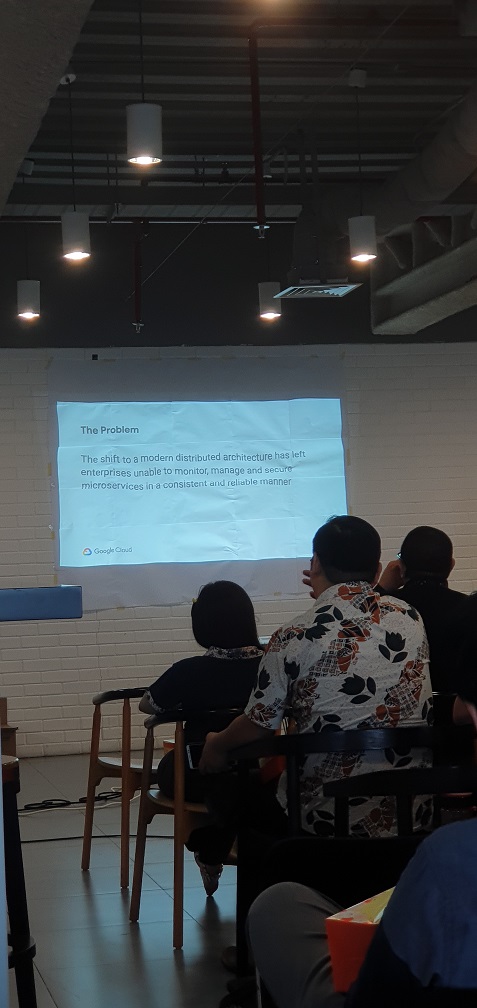 The Problem
The shift to a modern distributed architecture has left
enterprises unable to monitor, manage and secure
microservices in a consistent and reliable manner
Google Cloud